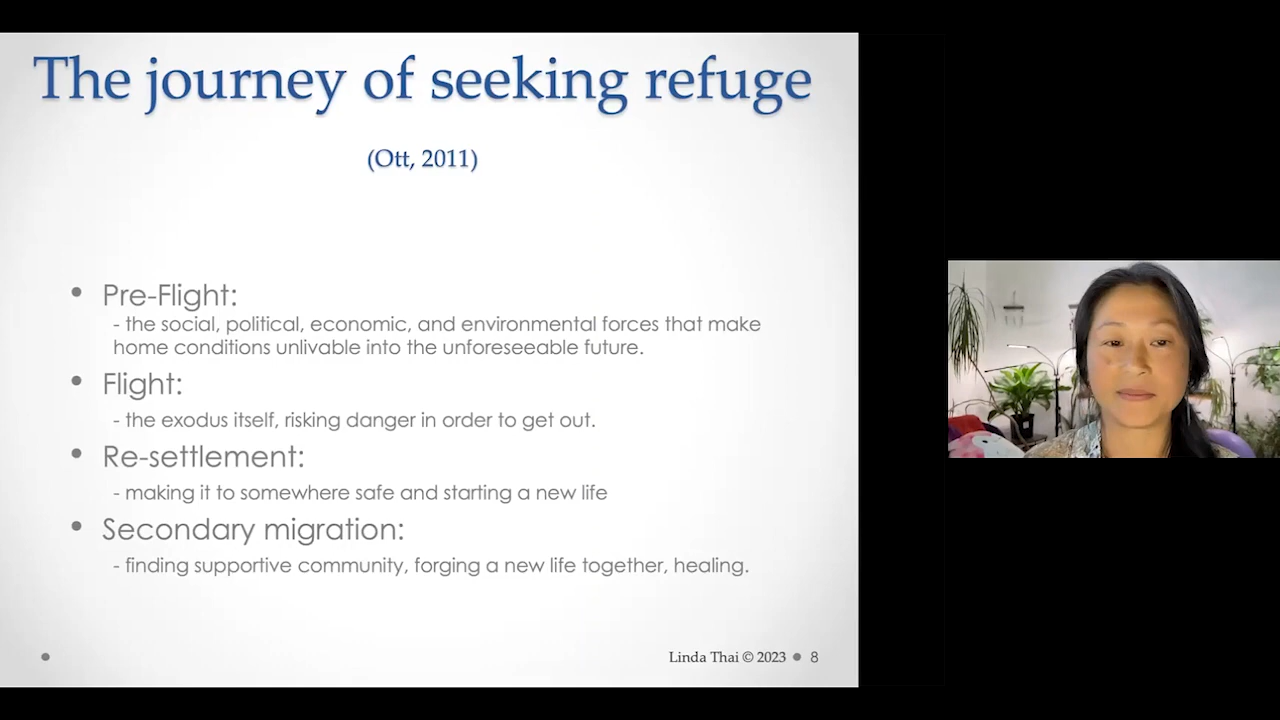 The journey of seeking refuge
(Ott, 2011)
• Pre-Flight:
- the social, political, economic, and environmental forces that make
home conditions unlivable into the unforeseeable future.
• Flight:
- the exodus itself, risking danger in order to get out.
• Re-settlement:
- making it to somewhere safe and starting a new life
• Secondary migration:
- finding supportive community, forging a new life together, healing.
Linda Thai © 2023 • 8